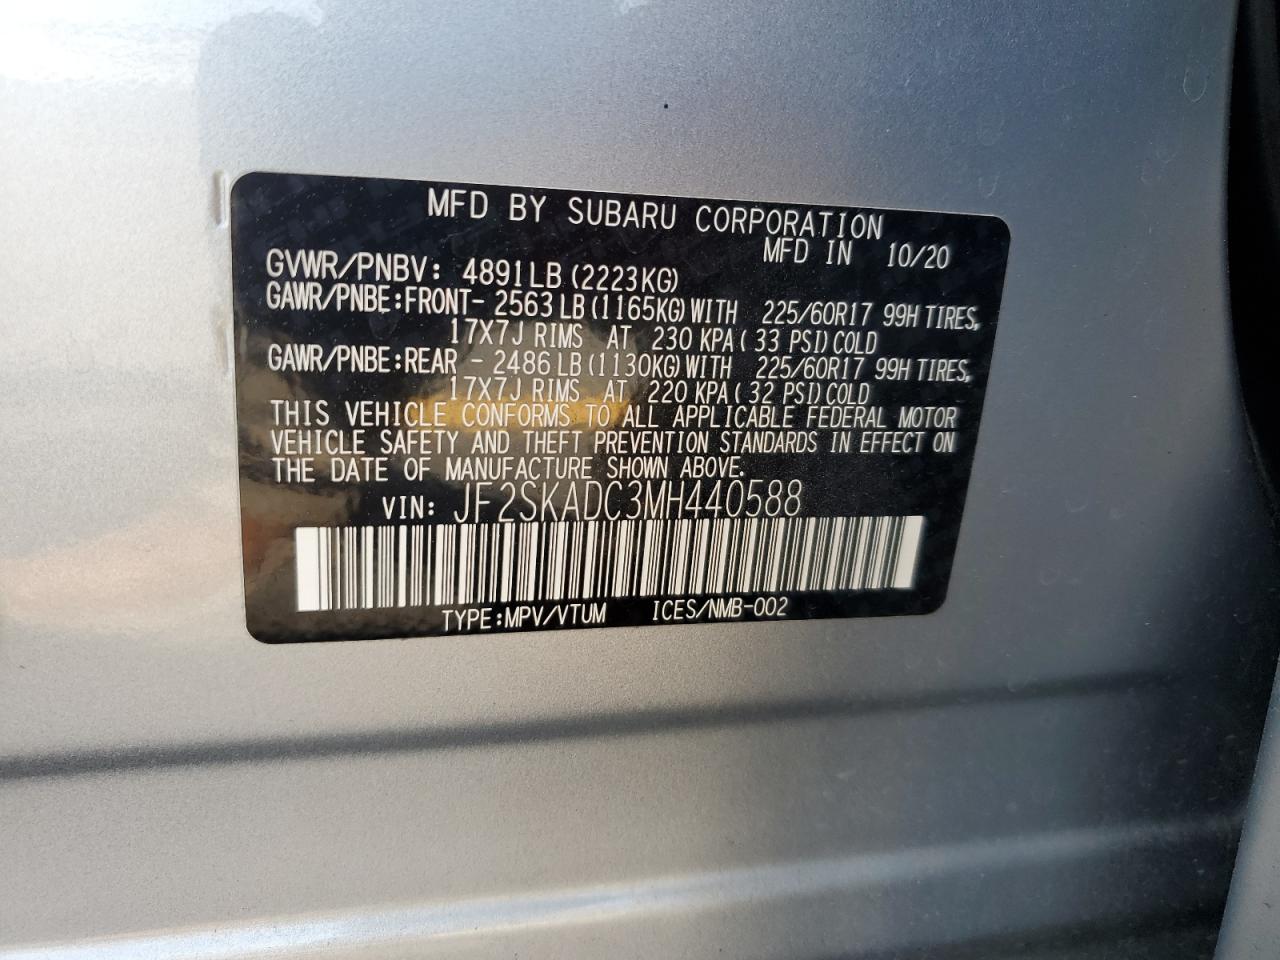 MFD BY SUBARU CORPORATION
MFD IN 10/20
GVWR/PNBV: 4891LB (2223KG)
GAWR/PNBE:FRONT- 2563 LB (1165KG) WITH 225/60R17 99H TIRES,
17X7J RIMS AT 230 KPA ( 33 PSI) COLD
GAWR/PNBE:REAR - 2486 LB (1130KG) WITH 225/60R17 99H TIRES,
17X7J RIMS AT 220 KPA ( 32 PSI) COLD
THIS VEHICLE CONFORMS TO ALL APPLICABLE FEDERAL MOTOR
VEHICLE SAFETY AND THEFT PREVENTION STANDARDS IN EFFECT ON
THE DATE OF MANUFACTURE SHOWN ABOVE.
VIN: JF2SKADC3MH440588
TYPE:MPV/VTUM ICES/NMB-002